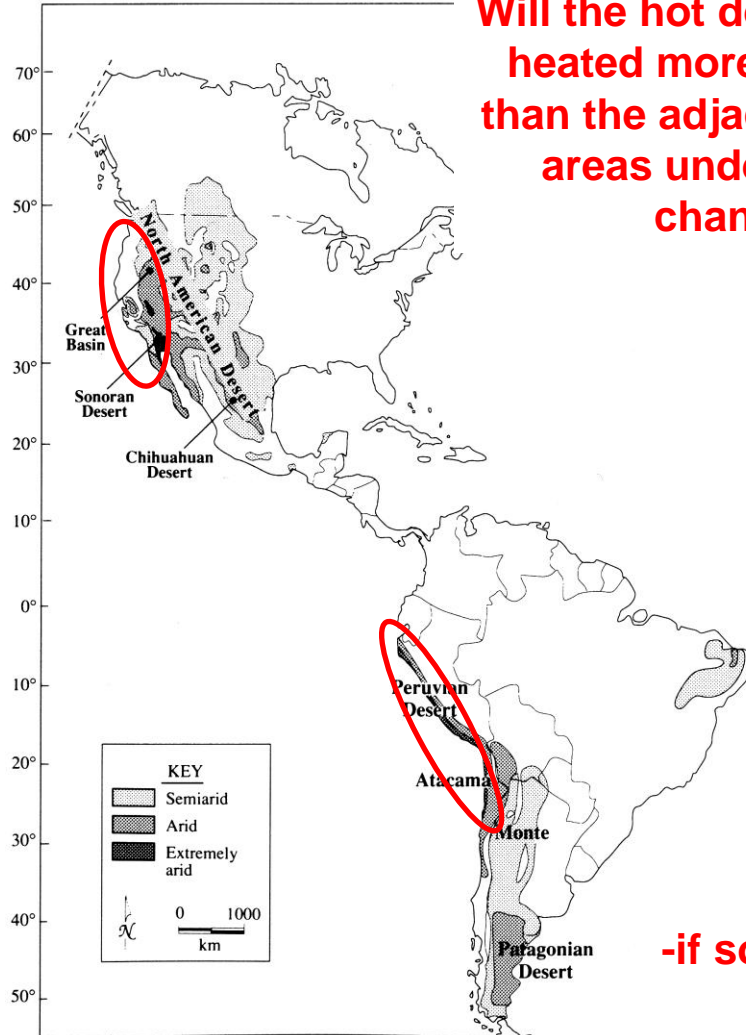 Will the hot de
heated more
than the adjac
areas unde
chan
70°
60°
50°
40°
30°
20°
10°
0°
10°
20°
30°
40°
50°
North American Desert
Great
Basin
Sonoran
Desert
Chihuahuan
Desert
Peruvian
Desert
Atacama
Monte
Patagonian
Desert
KEY
Semiarid
Arid
Extremely
arid
N
0 1000
km
-if so